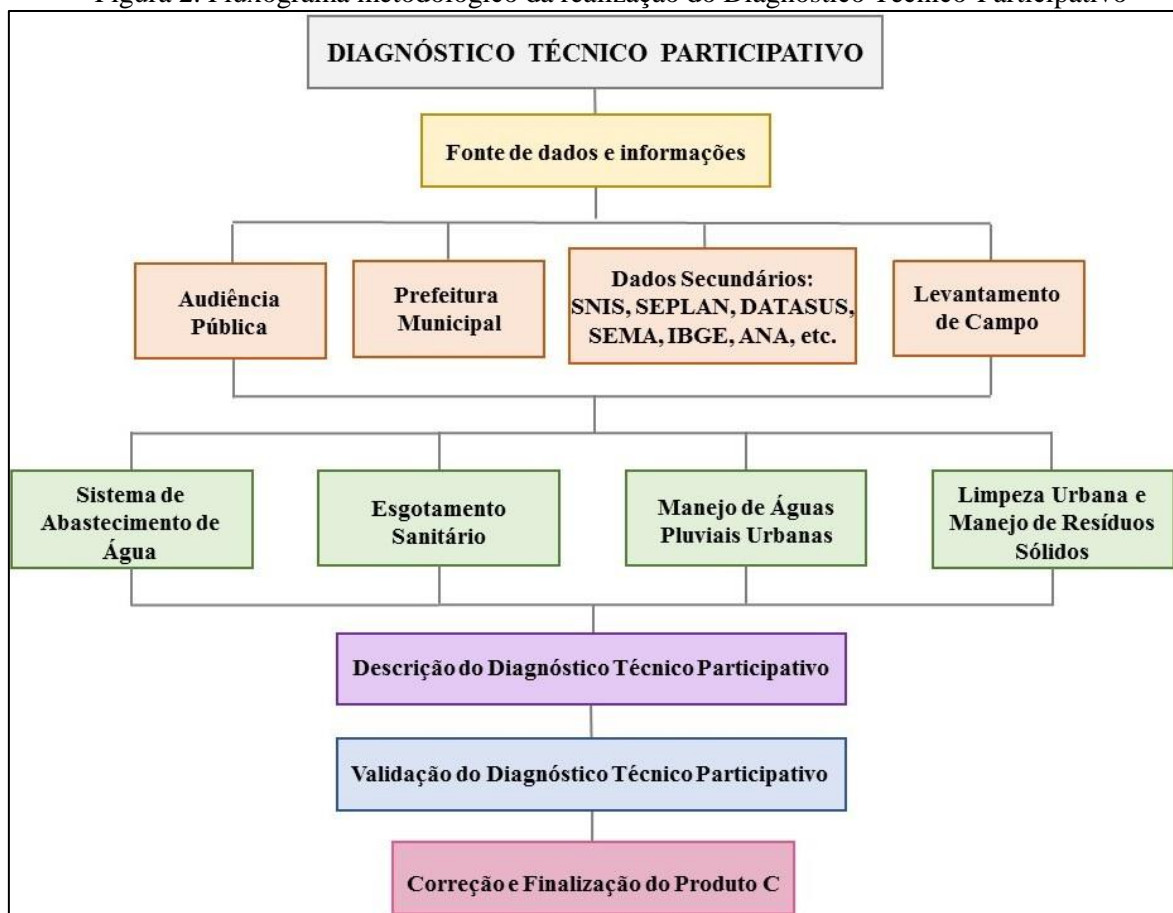 Figura 2. Fluxograma metodológico da realização do Diagnóstico Técnico-Participativo
DIAGNÓSTICO TÉCNICO PARTICIPATIVO
Fonte de dados e informações
Audiência
Pública
Prefeitura
Municipal
Dados Secundários:
SNIS, SEPLAN, DATASUS,
SEMA, IBGE, ANA, etc.
Levantamento
de Campo
Sistema de
Abastecimento de
Água
Esgotamento
Sanitário
Manejo de Águas
Pluviais Urbanas
Limpeza Urbana e
Manejo de Resíduos
Sólidos
Descrição do Diagnóstico Técnico Participativo
Validação do Diagnóstico Técnico Participativo
Correção e Finalização do Produto C